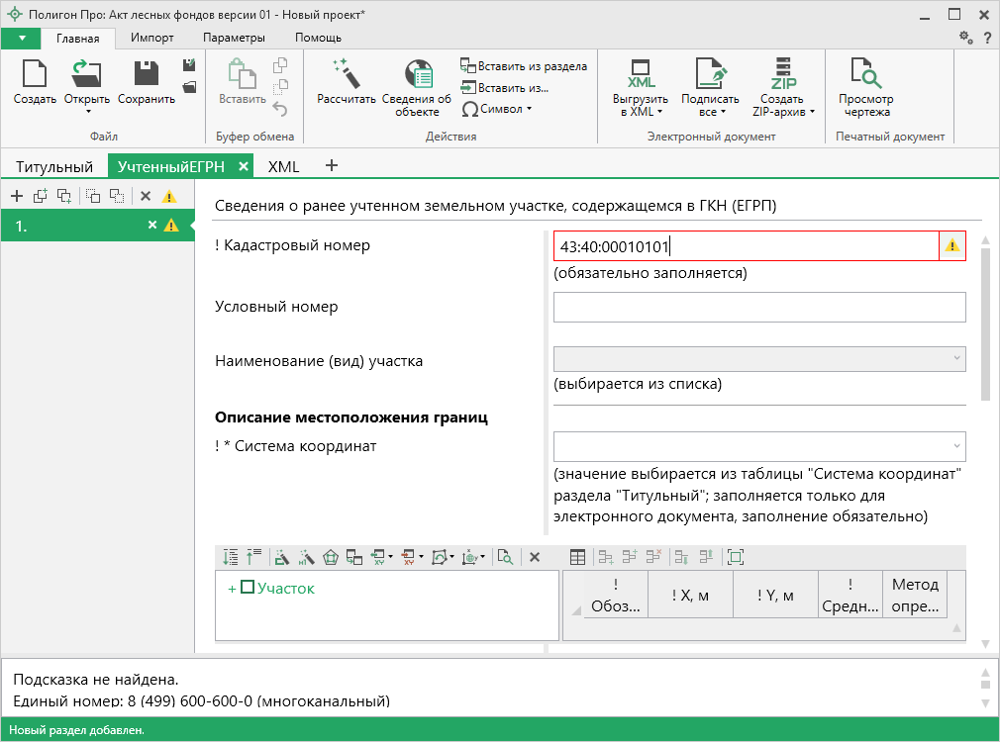 Полигон Про: Акт лесных фондов версии 01 - Новый проект*
Главная Импорт Параметры Помощь
?
Создать Открыть Сохранить
Файл
Вставить
Буфер обмена
Рассчитать Сведения об объекте
Вставить из раздела
Вставить из...
Символ
Действия
XML
Выгрузить в XML
Подписать все
ZIP
Создать ZIP-архив
Электронный документ
Просмотр чертежа
Печатный документ
Титульный УчтенныйЕГРН × XML +
1.
Сведения о ранее учтенном земельном участке, содержащемся в ГКН (ЕГРП)
! Кадастровый номер
43:40:00010101
(обязательно заполняется)
Условный номер
Наименование (вид) участка
(выбирается из списка)
Описание местоположения границ
! * Система координат
(значение выбирается из таблицы "Система координат"
раздела "Титульный"; заполняется только для
электронного документа, заполнение обязательно)
+ Участок
! Обоз...
! X, м
! Y, м
! Средн...
Метод опре...
Подсказка не найдена.
Единый номер: 8 (499) 600-600-0 (многоканальный)
Новый раздел добавлен.